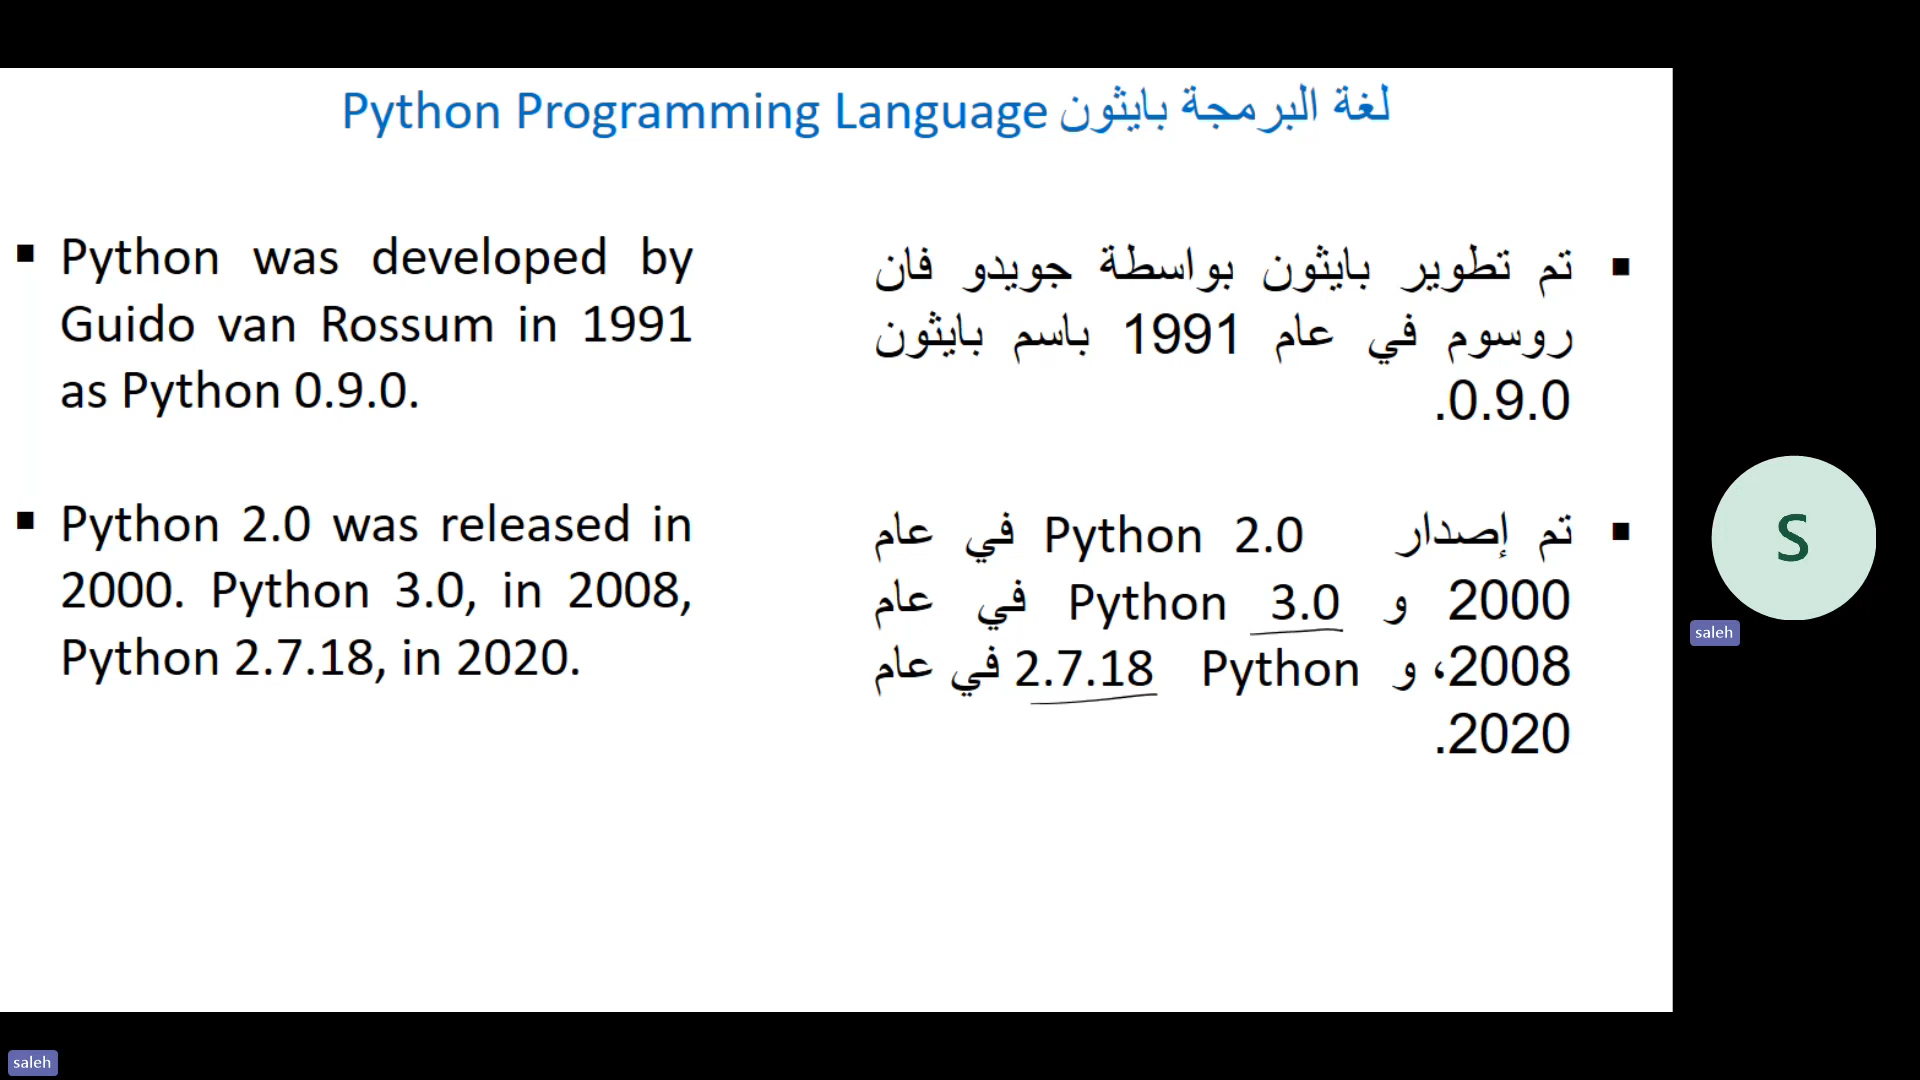 Python Programming Language لغة البرمجة بايثون
▪ Python was developed by
Guido van Rossum in 1991
as Python 0.9.0.
▪ Python 2.0 was released in
2000. Python 3.0, in 2008,
Python 2.7.18, in 2020.
▪ تم تطوير بايثون بواسطة جويدو فان
روسوم في عام 1991 باسم بايثون
0.9.0.
▪ تم إصدار Python 2.0 في عام
2000 و Python 3.0 في عام
2008، و Python 2.7.18 في عام
2020.
S
saleh
saleh